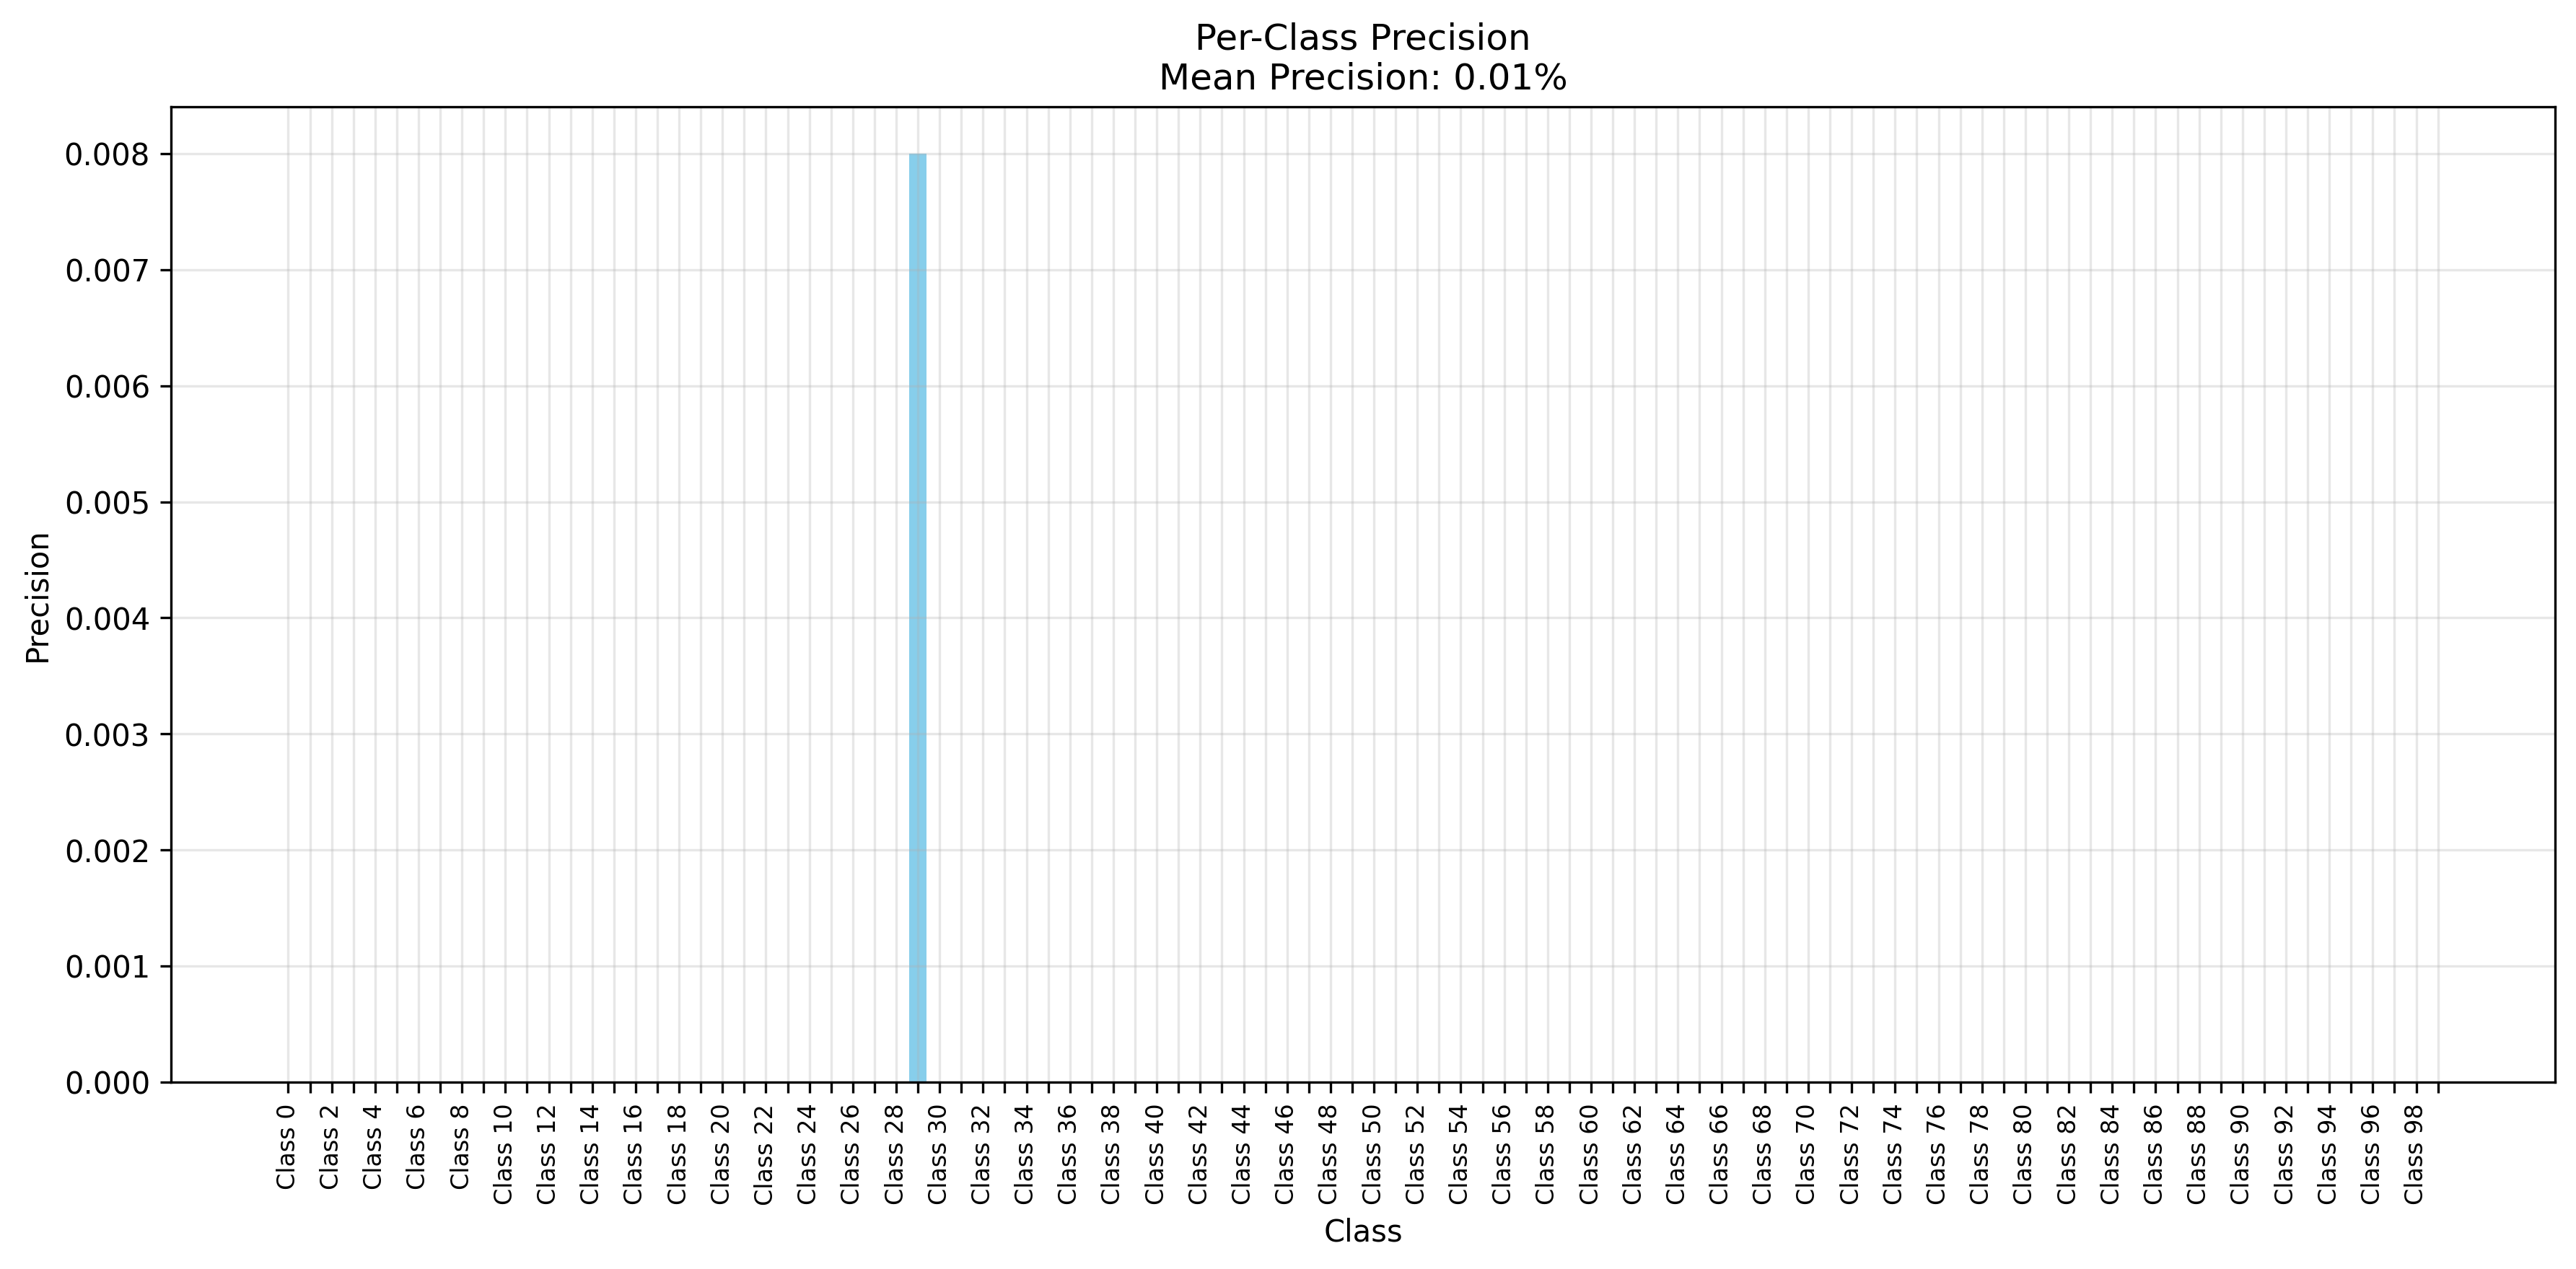 Per-Class Precision
Mean Precision: 0.01%
Precision
0.008
0.007
0.006
0.005
0.004
0.003
0.002
0.001
0.000
Class 0
Class 2
Class 4
Class 6
Class 8
Class 10
Class 12
Class 14
Class 16
Class 18
Class 20
Class 22
Class 24
Class 26
Class 28
Class 30
Class 32
Class 34
Class 36
Class 38
Class 40
Class 42
Class 44
Class 46
Class 48
Class 50
Class 52
Class 54
Class 56
Class 58
Class 60
Class 62
Class 64
Class 66
Class 68
Class 70
Class 72
Class 74
Class 76
Class 78
Class 80
Class 82
Class 84
Class 86
Class 88
Class 90
Class 92
Class 94
Class 96
Class 98
Class